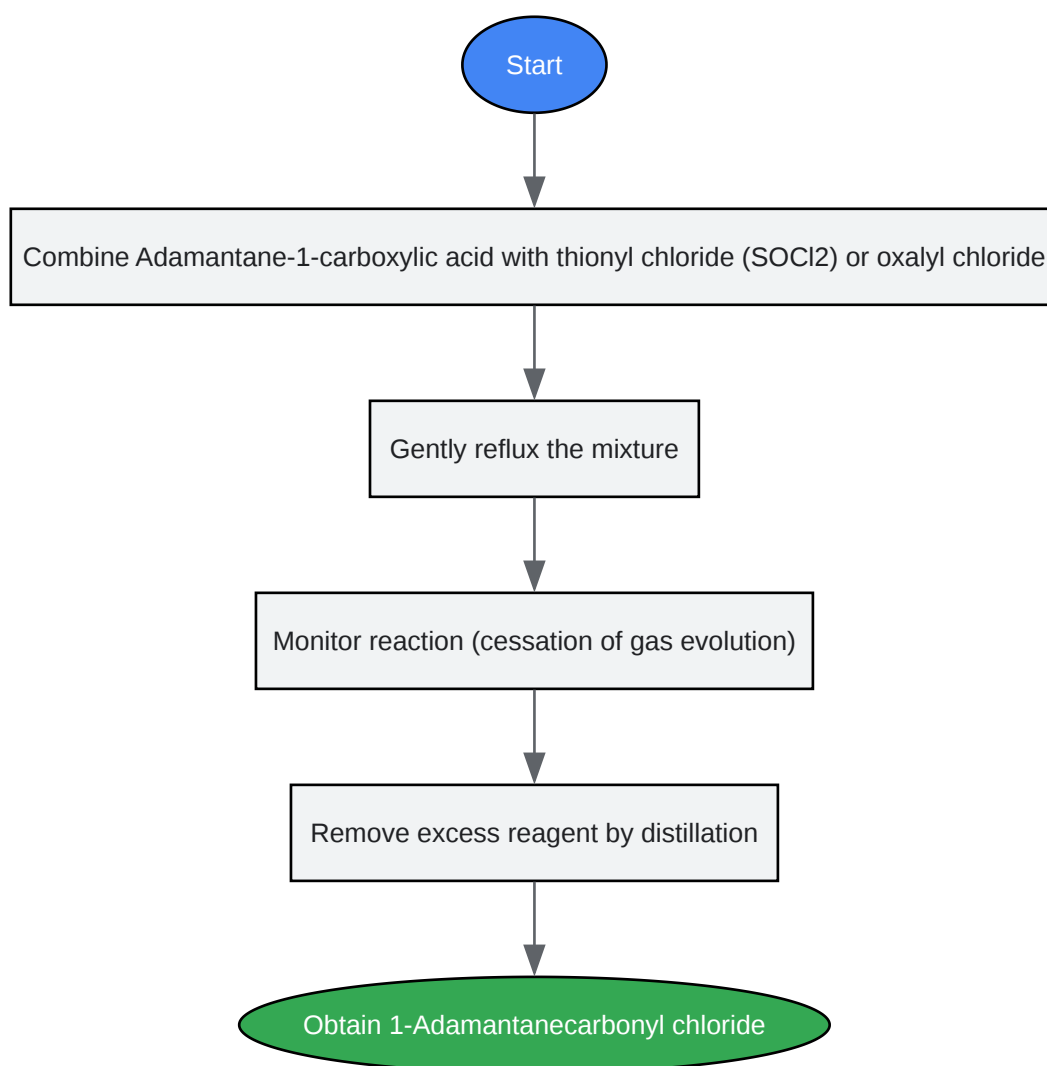 Start
Combine Adamantane-1-carboxylic acid with thionyl chloride (SOCl2) or oxalyl chloride
Gently reflux the mixture
Monitor reaction (cessation of gas evolution)
Remove excess reagent by distillation
Obtain 1-Adamantanecarbonyl chloride